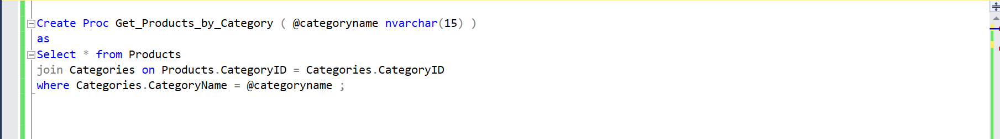 Create Proc Get_Products_by_Category ( @categoryname nvarchar(15) )
as
Select * from Products
join Categories on Products.CategoryID = Categories.CategoryID
where Categories.CategoryName = @categoryname ;